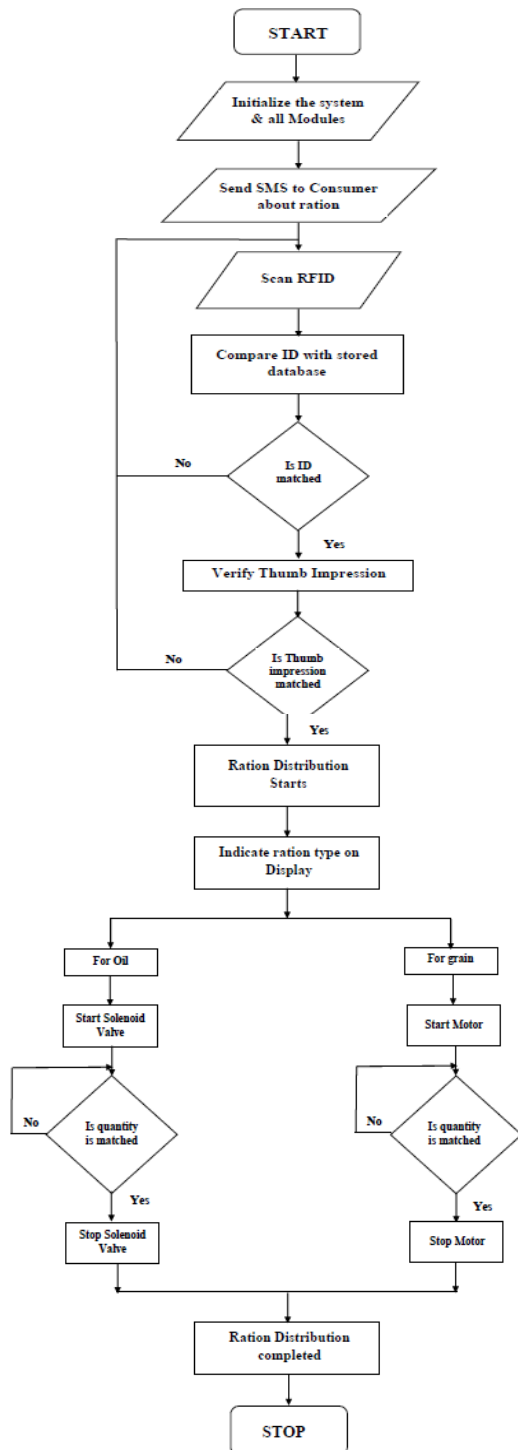 START
Initialize the system
& all Modules
Send SMS to Consumer
about ration
Scan RFID
Compare ID with stored
database
No
Is ID
matched
Yes
Verify Thumb Impression
No
Is Thumb
impression
matched
Yes
Ration Distribution
Starts
Indicate ration type on
Display
For Oil
For grain
Start Solenoid
Valve
Start Motor
No
Is quantity
is matched
No
Is quantity
is matched
Yes
Yes
Stop Solenoid
Valve
Stop Motor
Ration Distribution
completed
STOP